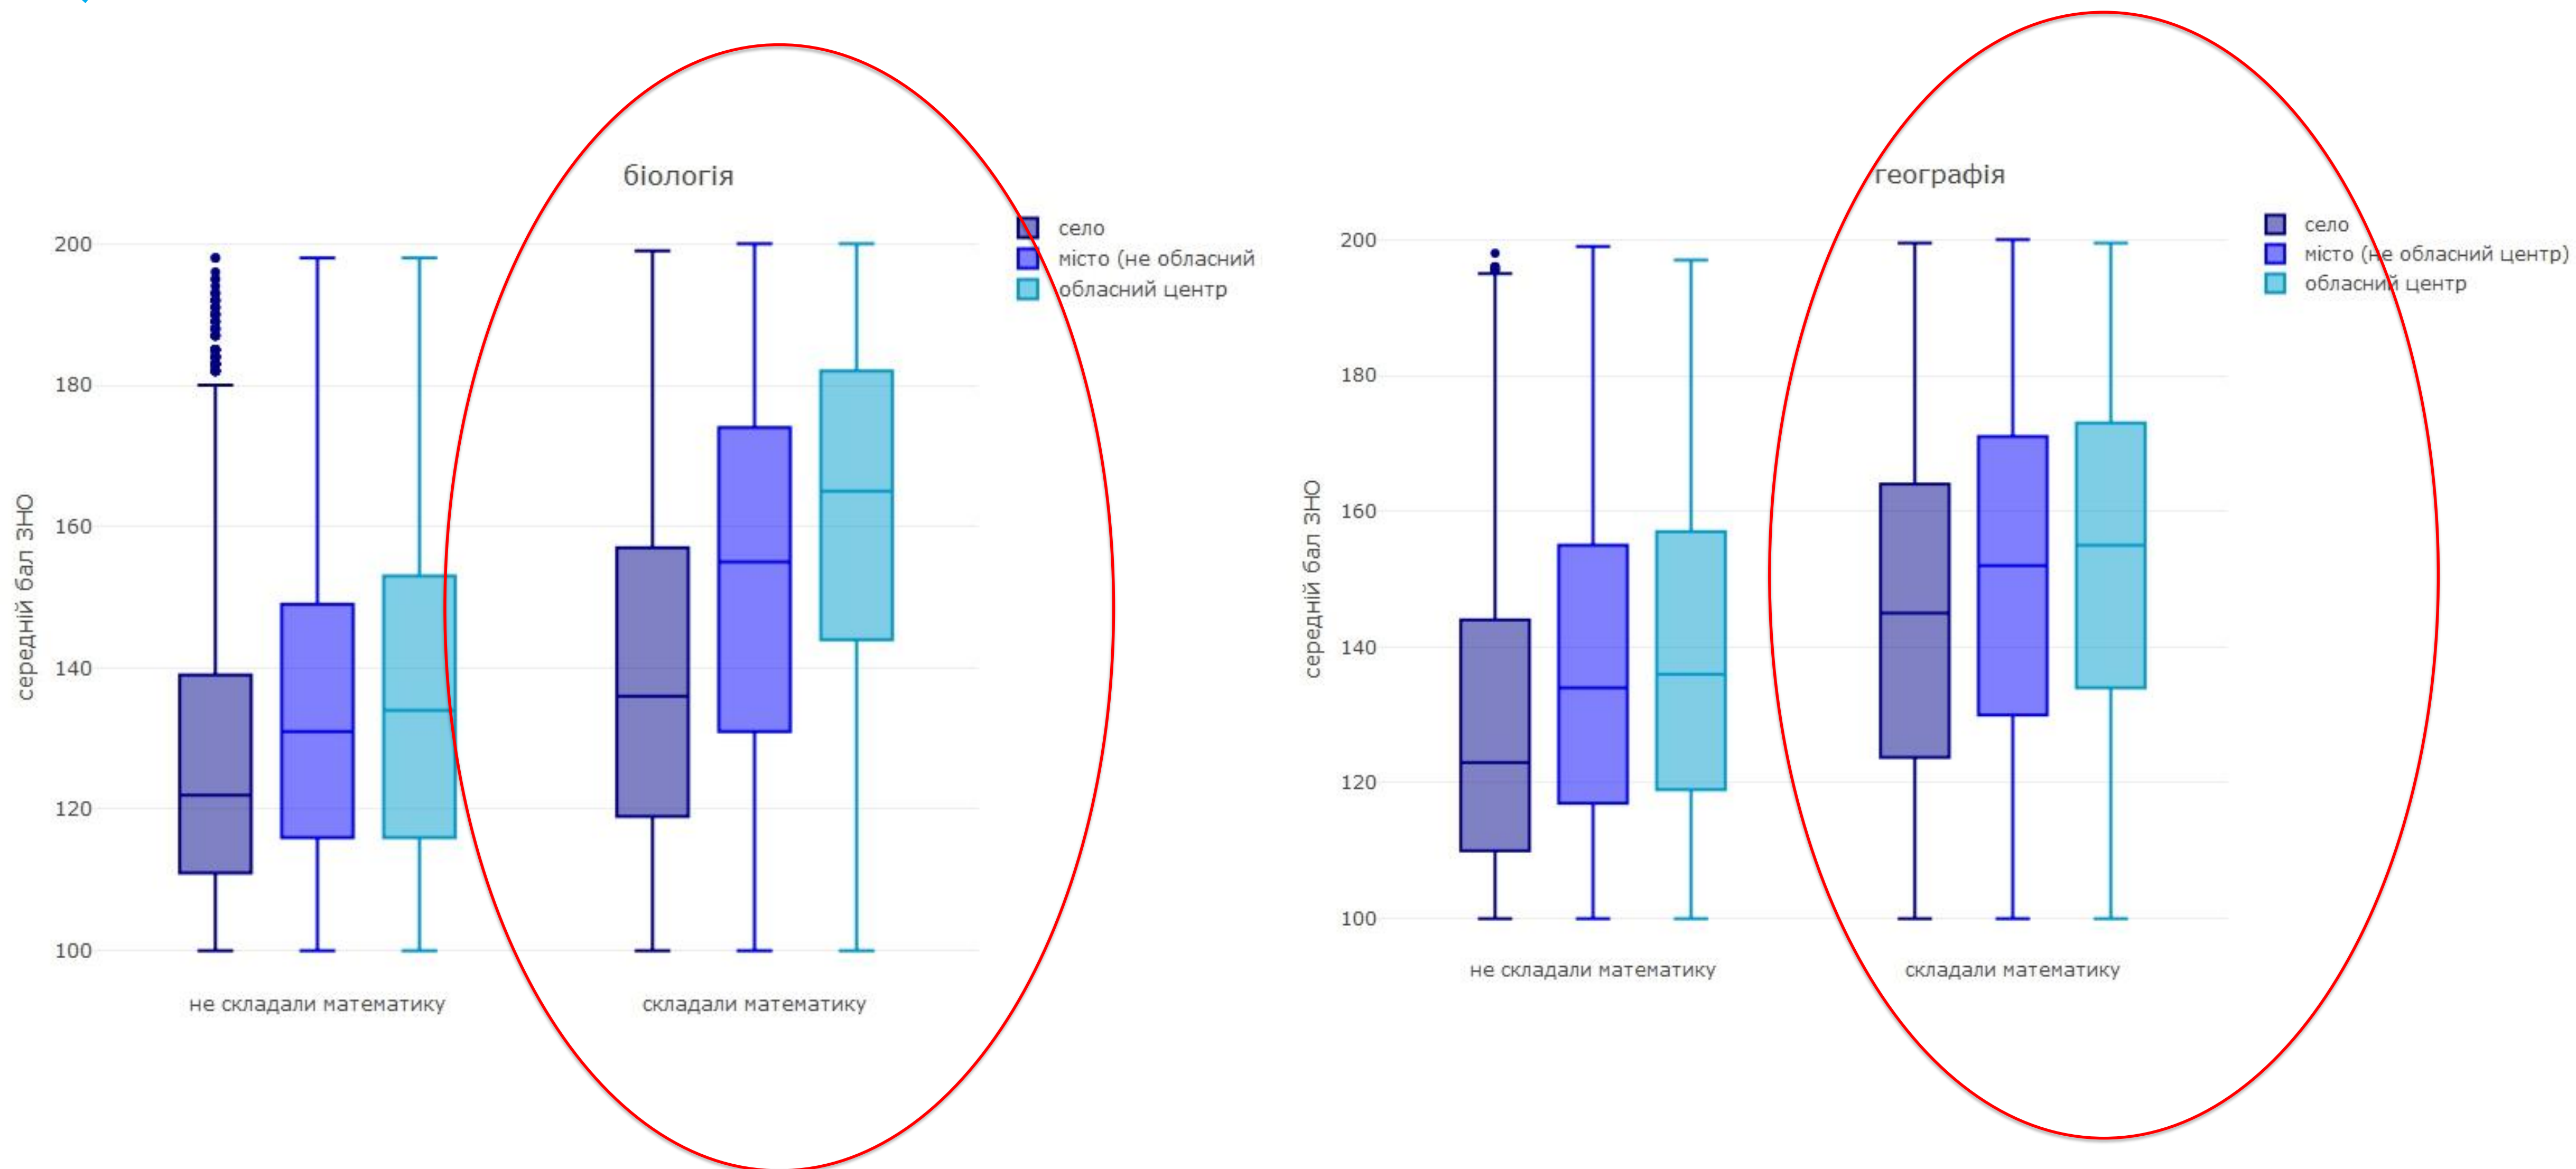 біологія
село
місто (не обласний
обласний центр
200
180
160
140
120
100
середній бал ЗНО
не складали математику
складали математику
географія
село
місто (не обласний центр)
обласний центр
200
180
160
140
120
100
середній бал ЗНО
не складали математику
складали математику